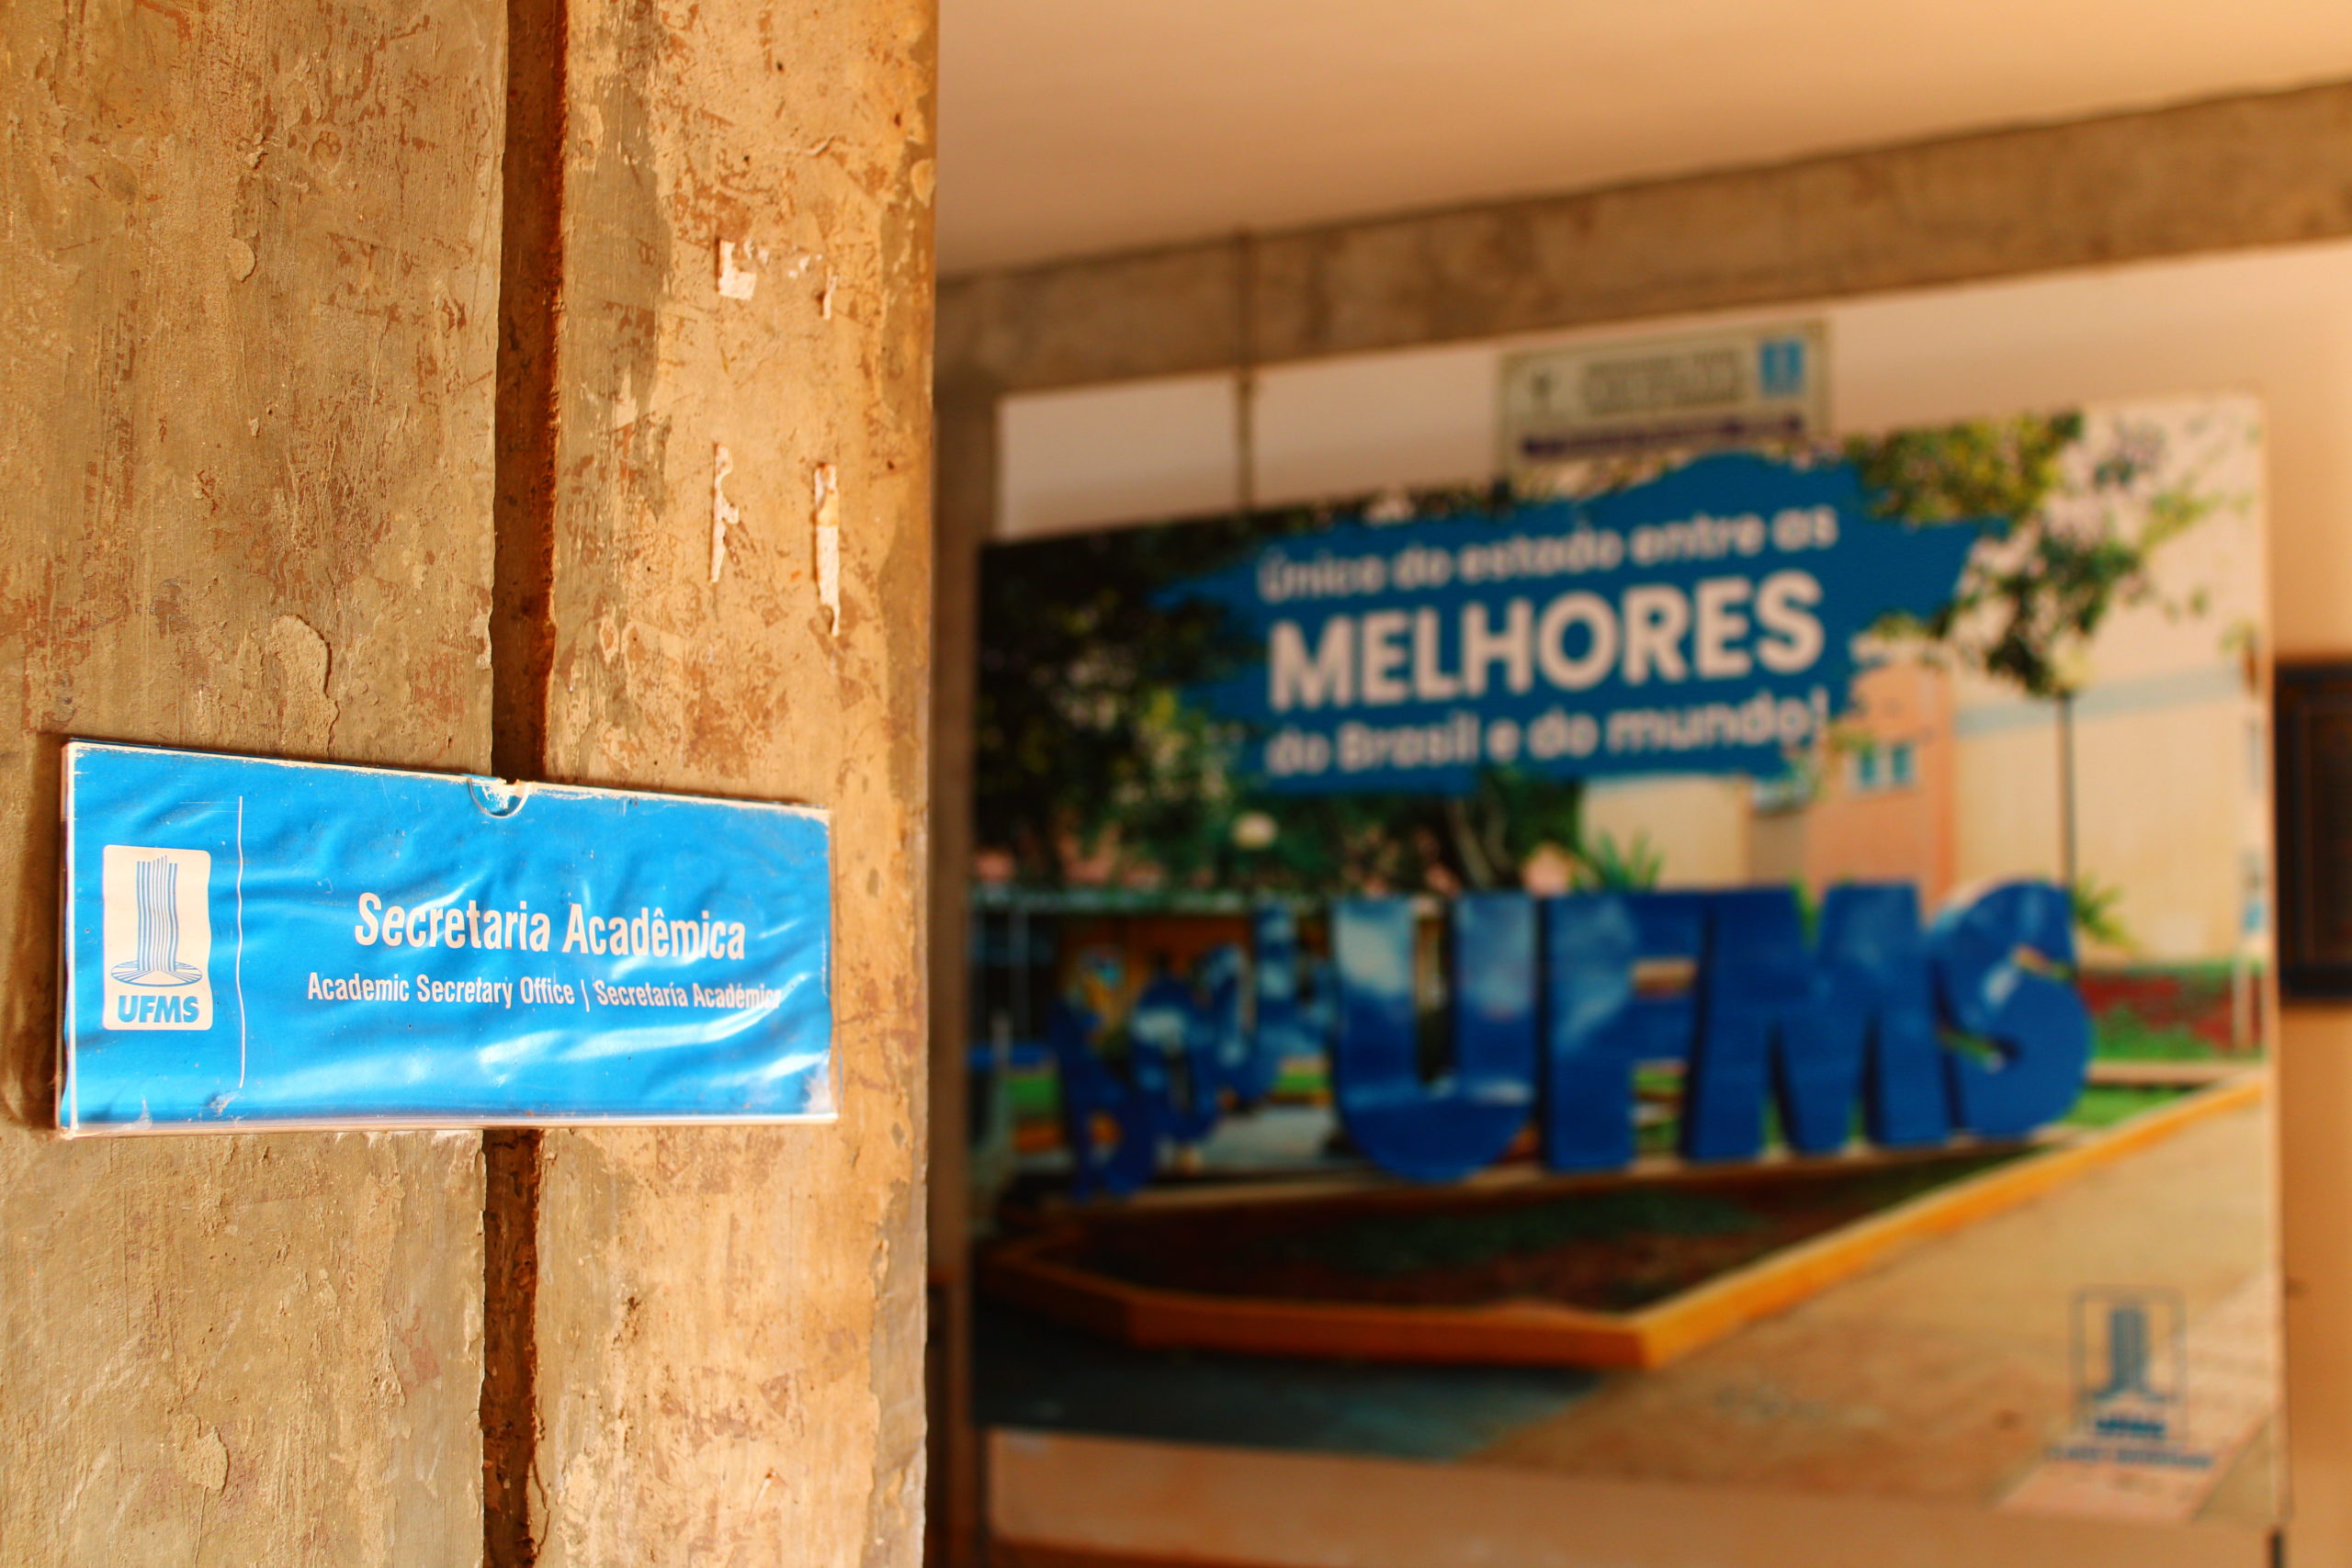 Secretaria Acadêmica
Academic Secretary Office | Secretaría Académica
UFMS
Único do estado entre as
MELHORES
do Brasil e do mundo!
UFMS
UFMS